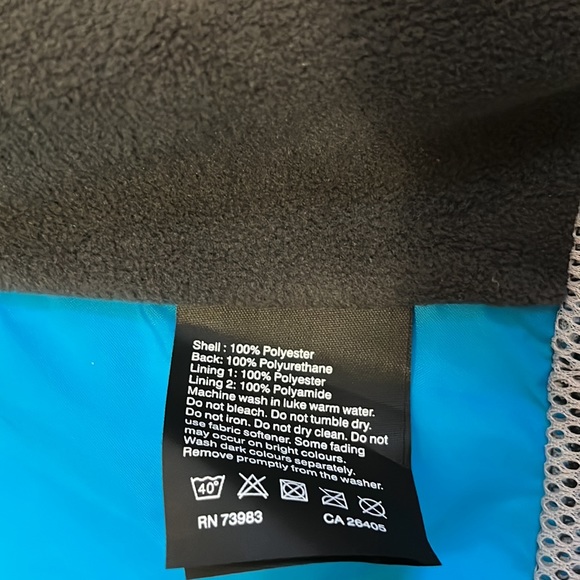 Shell : 100% Polyester
Back: 100% Polyurethane
Lining 1: 100% Polyester
Lining 2: 100% Polyamide
Machine wash in luke warm water.
Do not bleach. Do not tumble dry.
Do not iron. Do not dry clean. Do not
use fabric softener. Some fading
may occur on bright colours.
Wash dark colours separately.
Remove promptly from the washer.
40°
RN 73983 CA 26405